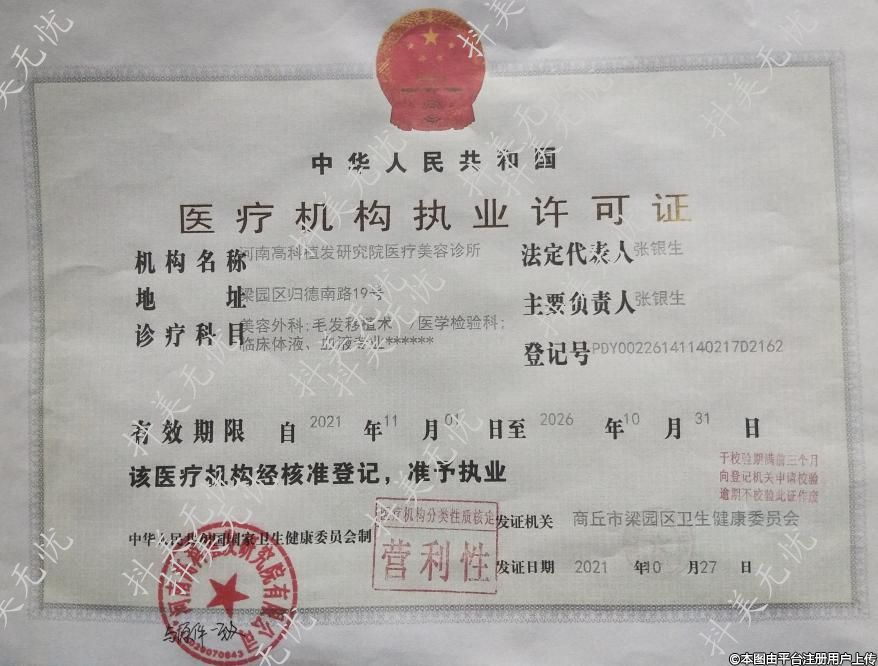 中华人民共和国
医疗机构执业许可证
机构名称 河南高科植发研究院医疗美容诊所
法定代表人 张银生
地址 梁园区归德南路19号
主要负责人 张银生
诊疗科目 美容外科;毛发移植术 /医学检验科;
临床体液、血液专业******
登记号 PDY00226141140217D2162
有效期限 自 2021 年 11 月 01 日至 2026 年 10 月 31 日
该医疗机构经核准登记，准予执业
于校验期满前三个月
向登记机关申请校验
逾期不校验此证作废
中华人民共和国国家卫生健康委员会制
医疗机构分类性质核定
营利性
发证机关 商丘市梁园区卫生健康委员会
发证日期 2021 年 10 月 27 日
与原件一致
抖美无忧
©本图由平台注册用户上传